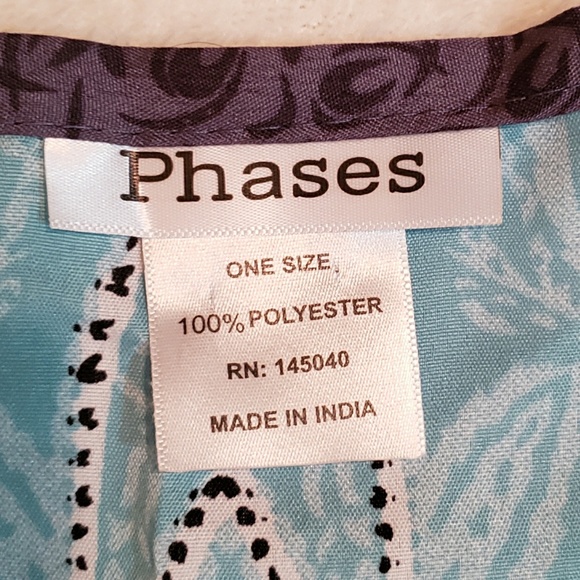 Phases
ONE SIZE
100% POLYESTER
RN: 145040
MADE IN INDIA